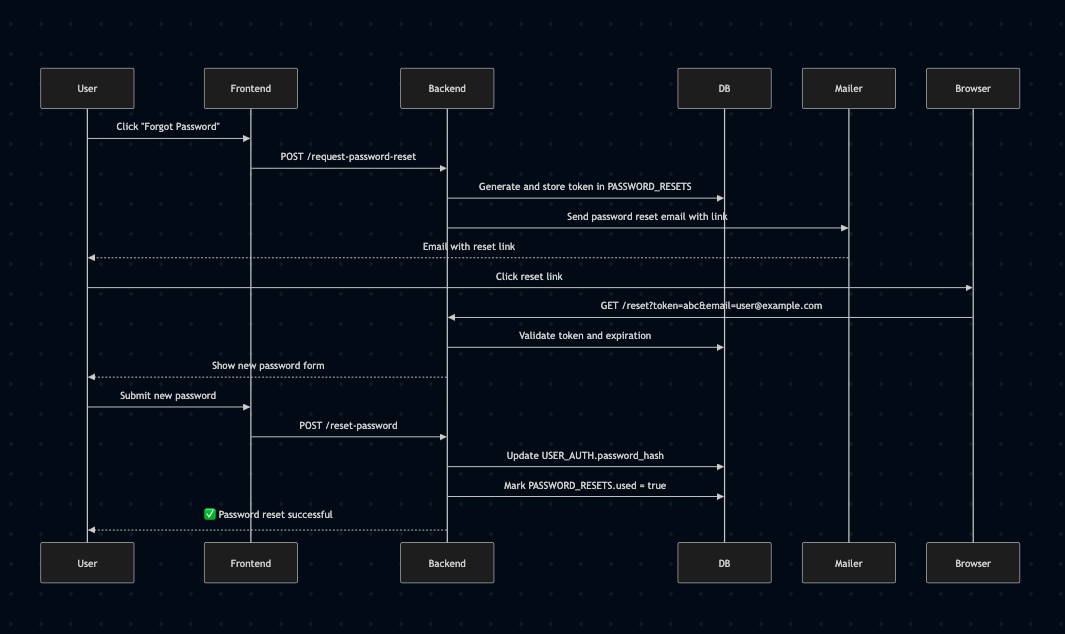 User
Frontend
Backend
DB
Mailer
Browser
Click "Forgot Password"
POST /request-password-reset
Generate and store token in PASSWORD_RESETS
Send password reset email with link
Email with reset link
Click reset link
GET /reset?token=abc&email=user@example.com
Validate token and expiration
Show new password form
Submit new password
POST /reset-password
Update USER_AUTH.password_hash
Mark PASSWORD_RESETS.used = true
✅ Password reset successful
User
Frontend
Backend
DB
Mailer
Browser